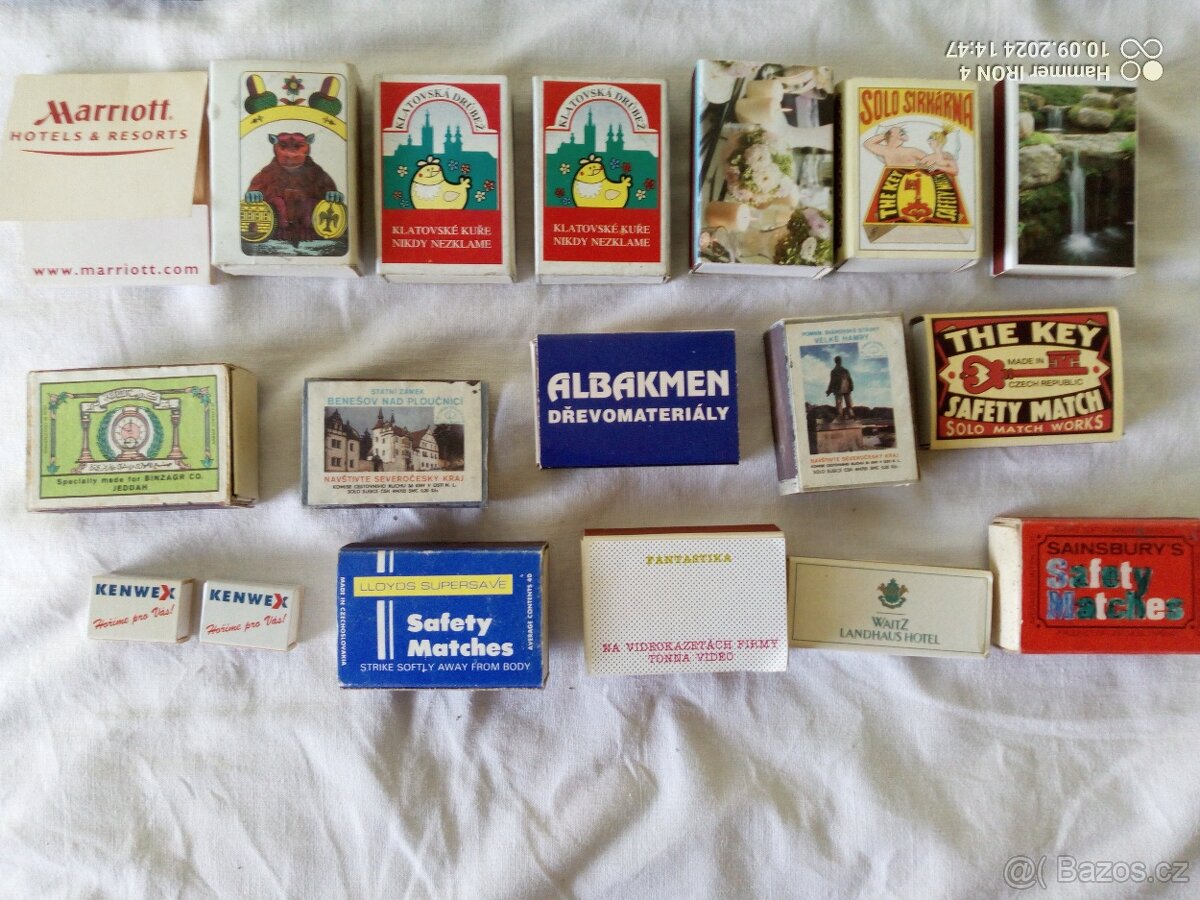 Hammer IRON 4
10.09.2024 14:47
Marriott
HOTELS & RESORTS
www.marriott.com
KLATOVSKÁ DRŮBEŽ
KLATOVSKÉ KUŘE
NIKDY NEZKLAME
KLATOVSKÁ DRŮBEŽ
KLATOVSKÉ KUŘE
NIKDY NEZKLAME
SOLO SIRKÁRNA
THE KEY
SAFETY MATCH
Specially made for BINZAGR CO.
JEDDAH
STÁTNÍ ZÁMEK
BENEŠOV NAD PLOUČNICÍ
NAVŠTIVTE SEVEROČESKÝ KRAJ
ALBAKMEN
DŘEVOMATERIÁLY
VELKÉ HAMRY
NAVŠTIVTE SEVEROČESKÝ KRAJ
THE KEY
MADE IN
CZECH REPUBLIC
SAFETY MATCH
SOLO MATCH WORKS
KENWEX
Hoříme pro Vás!
KENWEX
Hoříme pro Vás!
MADE IN CZECHOSLOVAKIA
LLOYDS SUPERSAVE
Safety
Matches
AVERAGE CONTENTS 40
STRIKE SOFTLY AWAY FROM BODY
FANTASTIKA
NA VIDEOKAZETÁCH FIRMY
TONNA VIDEO
WAITZ
LANDHAUS HOTEL
SAINSBURY'S
Safety
Matches
@( Bazos.cz